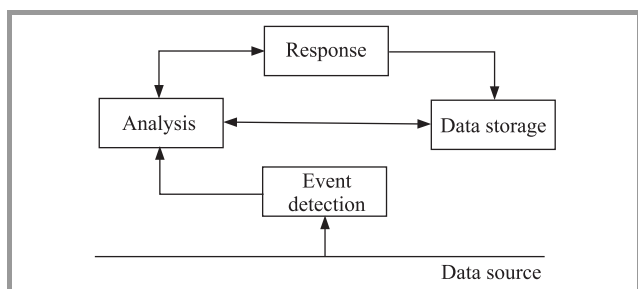 Response
Analysis
Data storage
Event
detection
Data source